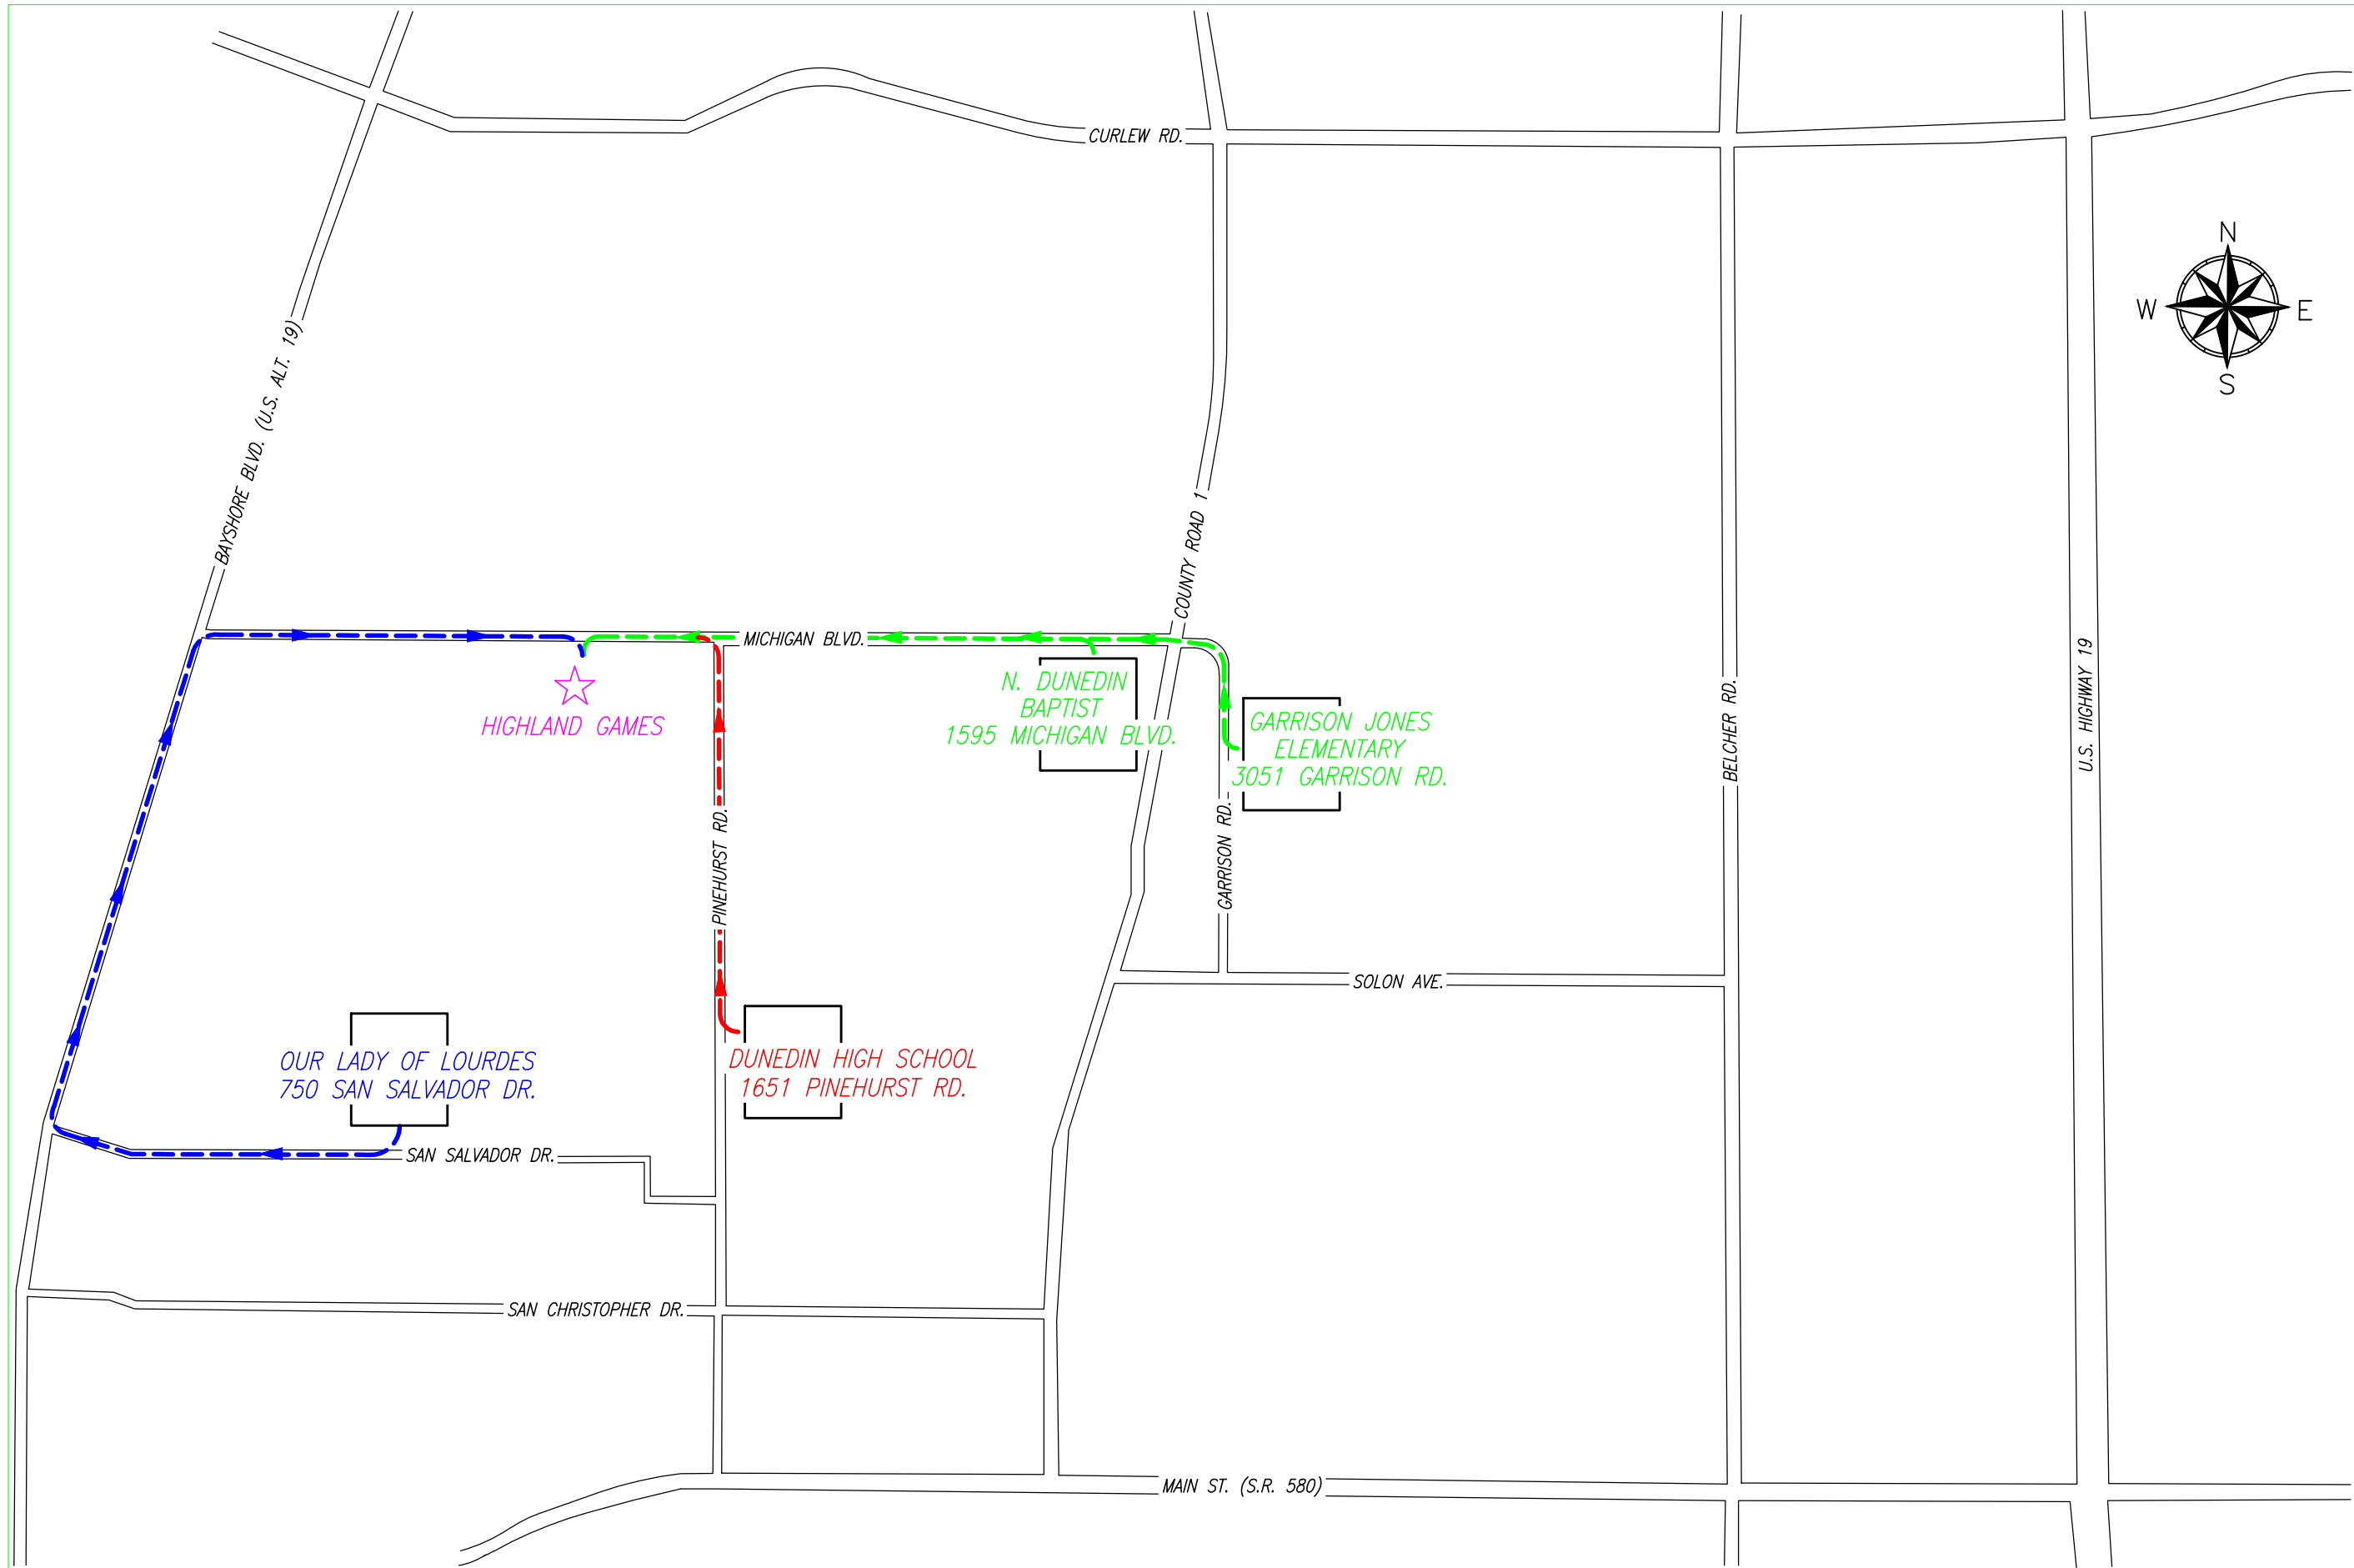 CURLEW RD.
N
W
E
S
BAYSHORE BLVD. (U.S. ALT. 19)
COUNTY ROAD 1
MICHIGAN BLVD.
HIGHLAND GAMES
N. DUNEDIN
BAPTIST
1595 MICHIGAN BLVD.
GARRISON JONES
ELEMENTARY
3051 GARRISON RD.
BELCHER RD.
U.S. HIGHWAY 19
PINEHURST RD.
GARRISON RD.
SOLON AVE.
OUR LADY OF LOURDES
750 SAN SALVADOR DR.
DUNEDIN HIGH SCHOOL
1651 PINEHURST RD.
SAN SALVADOR DR.
SAN CHRISTOPHER DR.
MAIN ST. (S.R. 580)